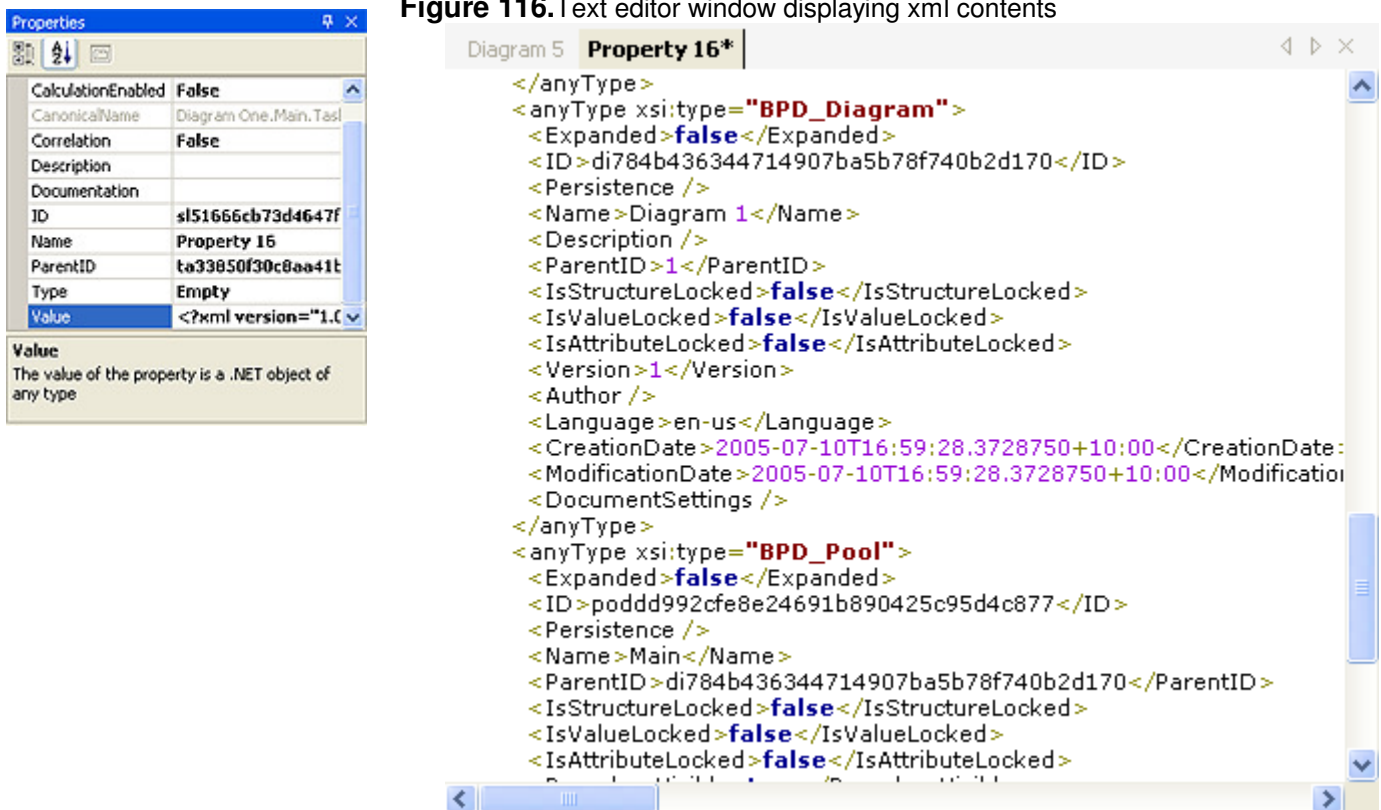 Figure 116.Text editor window displaying xml contents
Properties
CalculationEnabled False
CanonicalName Diagram One.Main.Tasl
Correlation False
Description
Documentation
ID sl51666cb73d4647f
Name Property 16
ParentID ta33850f30c8aa41b
Type Empty
Value <?xml version="1.0
Value
The value of the property is a .NET object of
any type
Diagram 5 Property 16*
</anyType>
<anyType xsi:type="BPD_Diagram">
<Expanded>false</Expanded>
<ID>di784b436344714907ba5b78f740b2d170</ID>
<Persistence />
<Name>Diagram 1</Name>
<Description />
<ParentID>1</ParentID>
<IsStructureLocked>false</IsStructureLocked>
<IsValueLocked>false</IsValueLocked>
<IsAttributeLocked>false</IsAttributeLocked>
<Version>1</Version>
<Author />
<Language>en-us</Language>
<CreationDate>2005-07-10T16:59:28.3728750+10:00</CreationDate>
<ModificationDate>2005-07-10T16:59:28.3728750+10:00</Modification
<DocumentSettings />
</anyType>
<anyType xsi:type="BPD_Pool">
<Expanded>false</Expanded>
<ID>poddd992cfe8e24691b890425c95d4c877</ID>
<Persistence />
<Name>Main</Name>
<ParentID>di784b436344714907ba5b78f740b2d170</ParentID>
<IsStructureLocked>false</IsStructureLocked>
<IsValueLocked>false</IsValueLocked>
<IsAttributeLocked>false</IsAttributeLocked>